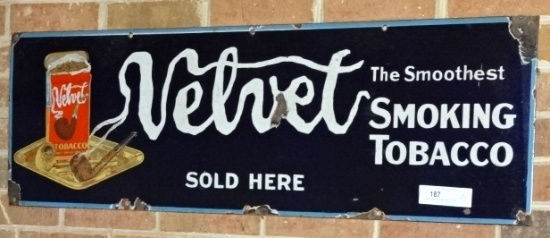 Velvet
TOBACCO
Velvet
SOLD HERE
The Smoothest
SMOKING
TOBACCO
187